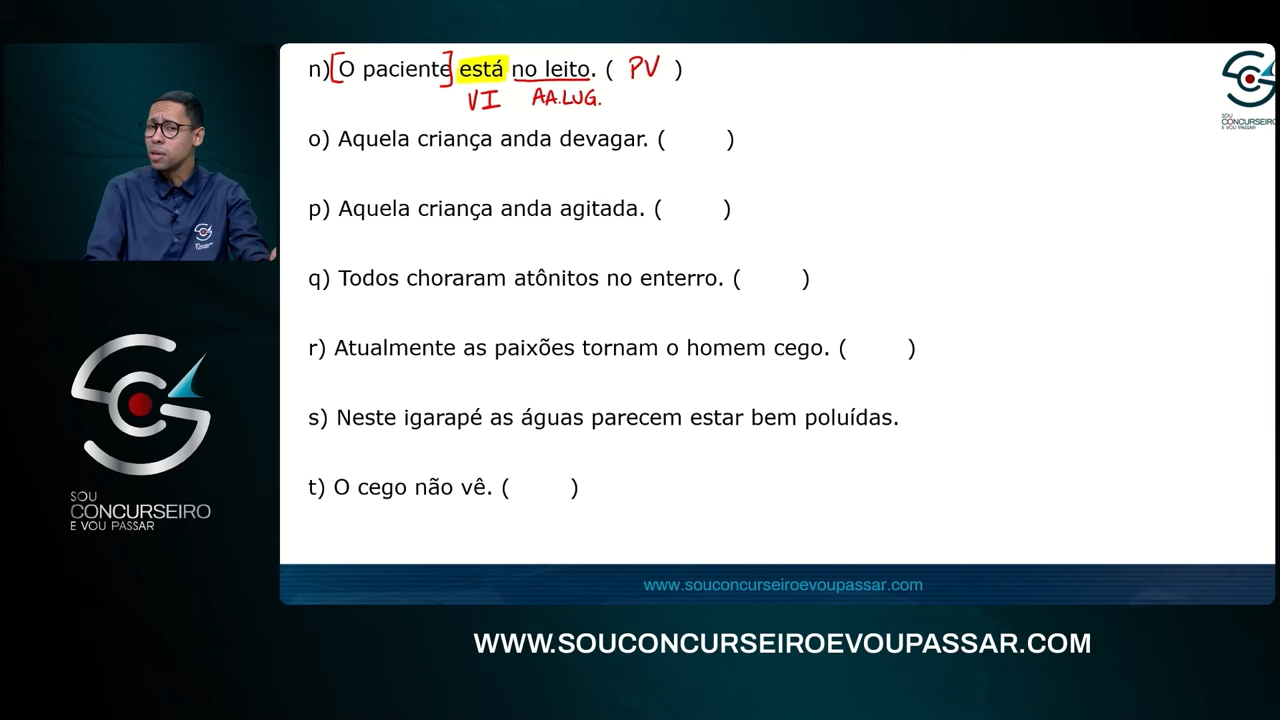 n) [O paciente] está no leito. ( PV )
VI AA.LUG.
o) Aquela criança anda devagar. ( )
p) Aquela criança anda agitada. ( )
q) Todos choraram atônitos no enterro. ( )
r) Atualmente as paixões tornam o homem cego. ( )
s) Neste igarapé as águas parecem estar bem poluídas.
t) O cego não vê. ( )
SOU
CONCURSEIRO
E VOU PASSAR
SOU
CONCURSEIRO
E VOU PASSAR
www.souconcurseiroevoupassar.com
WWW.SOUCONCURSEIROEVOUPASSAR.COM